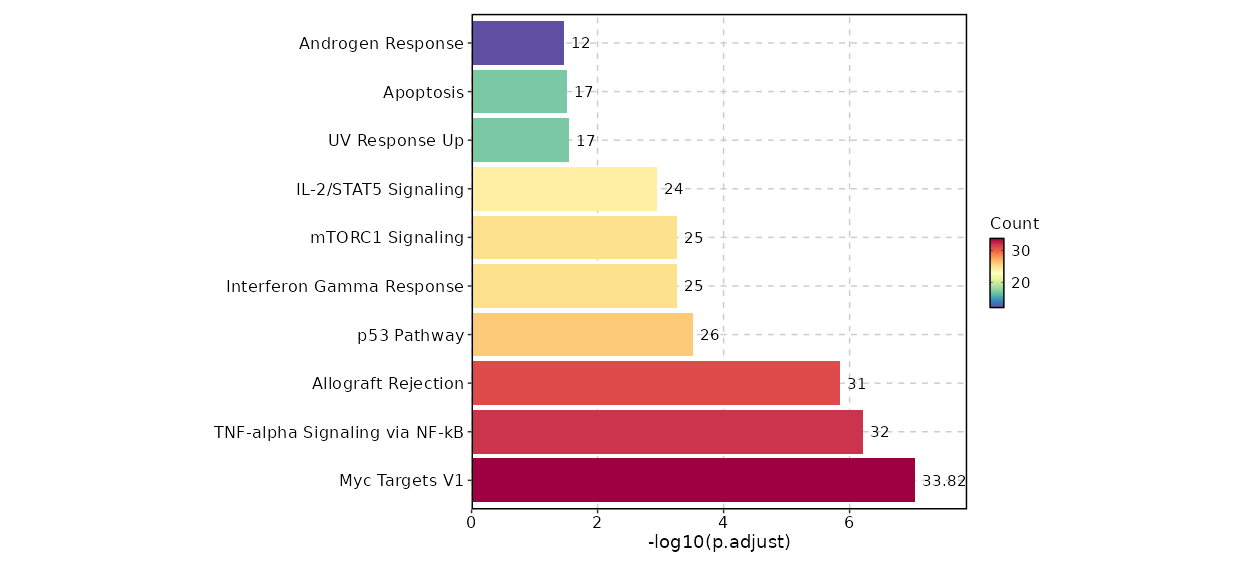 Androgen Response 12
Apoptosis 17
UV Response Up 17
IL-2/STAT5 Signaling 24
mTORC1 Signaling 25
Interferon Gamma Response 25
p53 Pathway 26
Allograft Rejection 31
TNF-alpha Signaling via NF-kB 32
Myc Targets V1 33.82
0 2 4 6
-log10(p.adjust)
Count
30
20